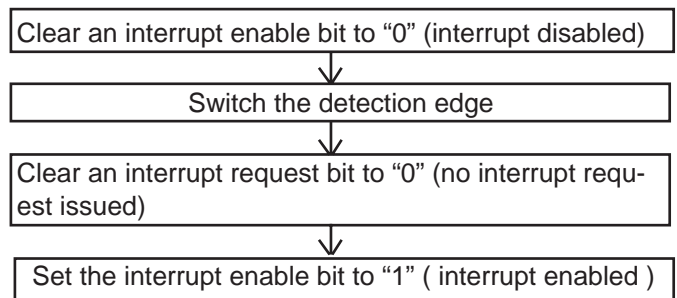 Clear an interrupt enable bit to “0” (interrupt disabled)
Switch the detection edge
Clear an interrupt request bit to “0” (no interrupt requ-
est issued)
Set the interrupt enable bit to “1” ( interrupt enabled )